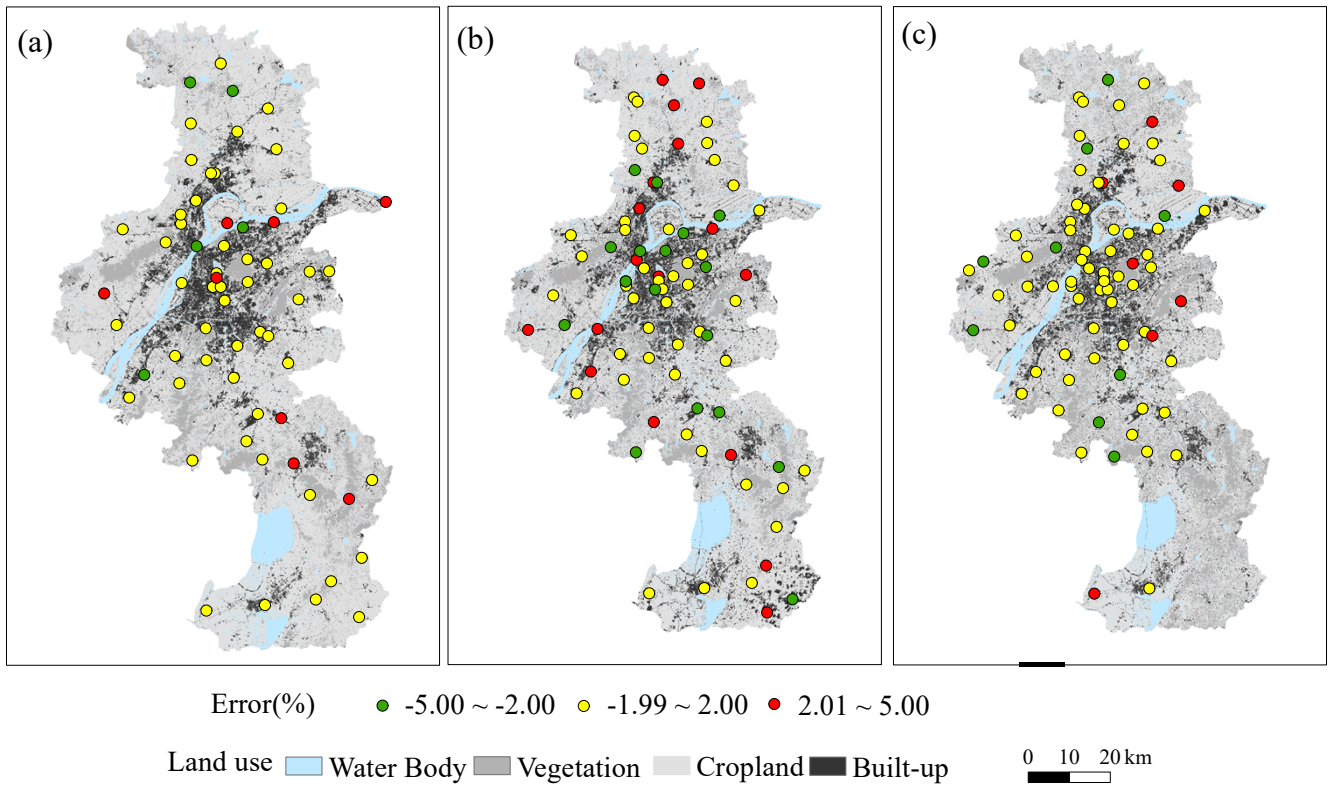 (a)
(b)
(c)
Error(%) -5.00 ~ -2.00 -1.99 ~ 2.00 2.01 ~ 5.00
Land use Water Body Vegetation Cropland Built-up
0 10 20 km